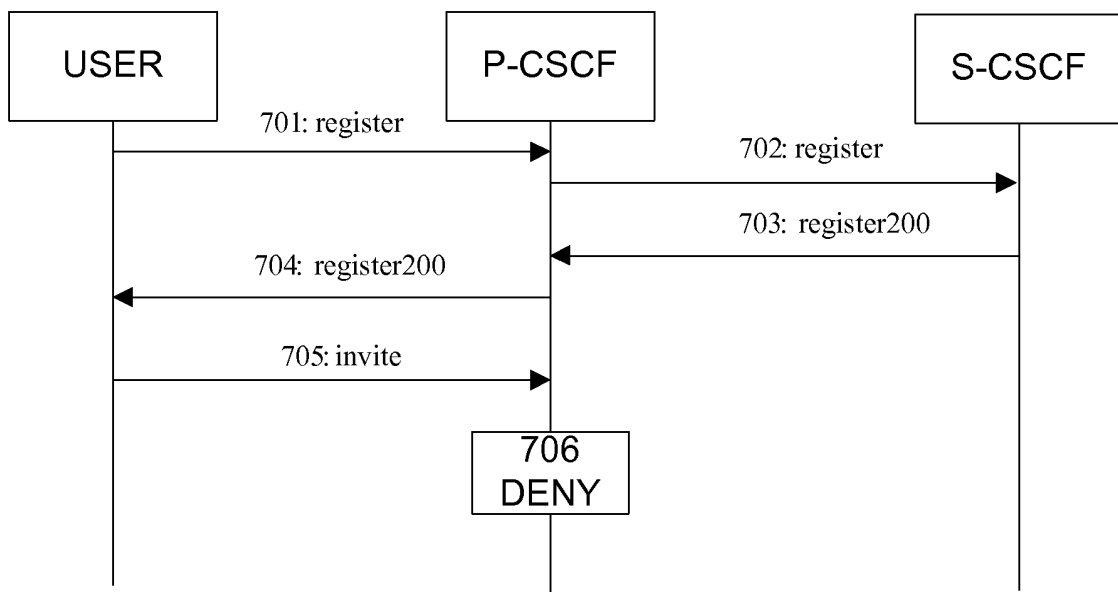 USER
P-CSCF
S-CSCF
701: register
702: register
703: register200
704: register200
705: invite
706
DENY